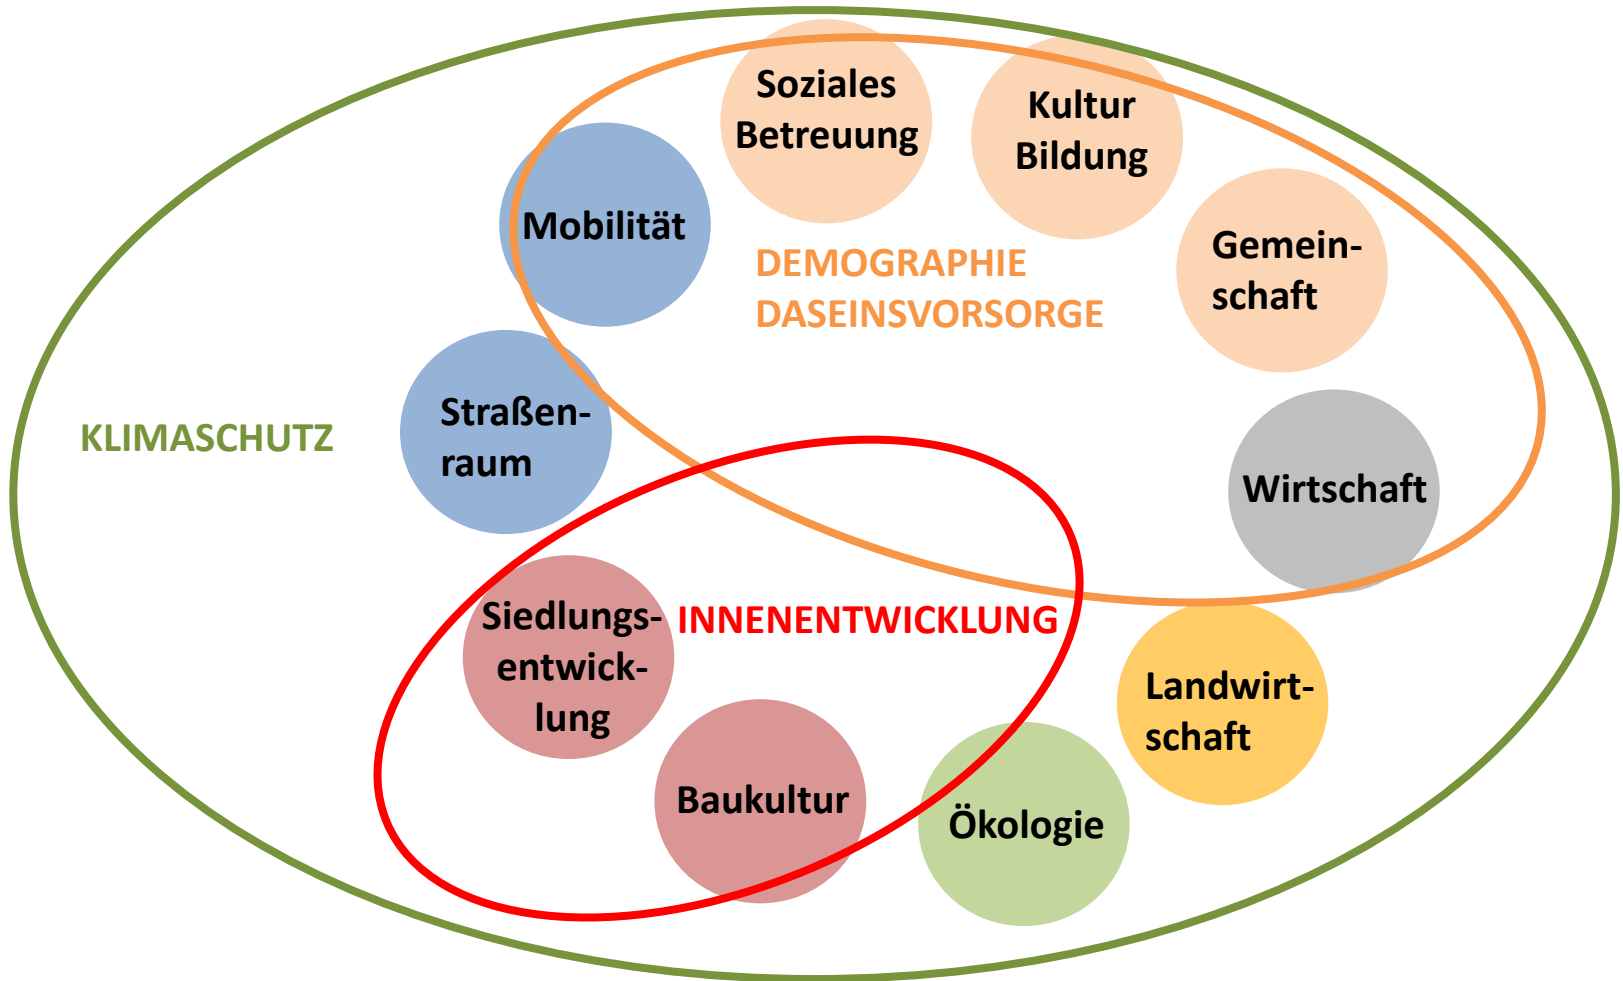 Soziales
Betreuung
Kultur
Bildung
Mobilität
Gemein-
schaft
DEMOGRAPHIE
DASEINSVORSORGE
Straßen-
raum
KLIMASCHUTZ
Wirtschaft
Siedlungs-
entwick-
lung
INNENENTWICKLUNG
Landwirt-
schaft
Baukultur
Ökologie